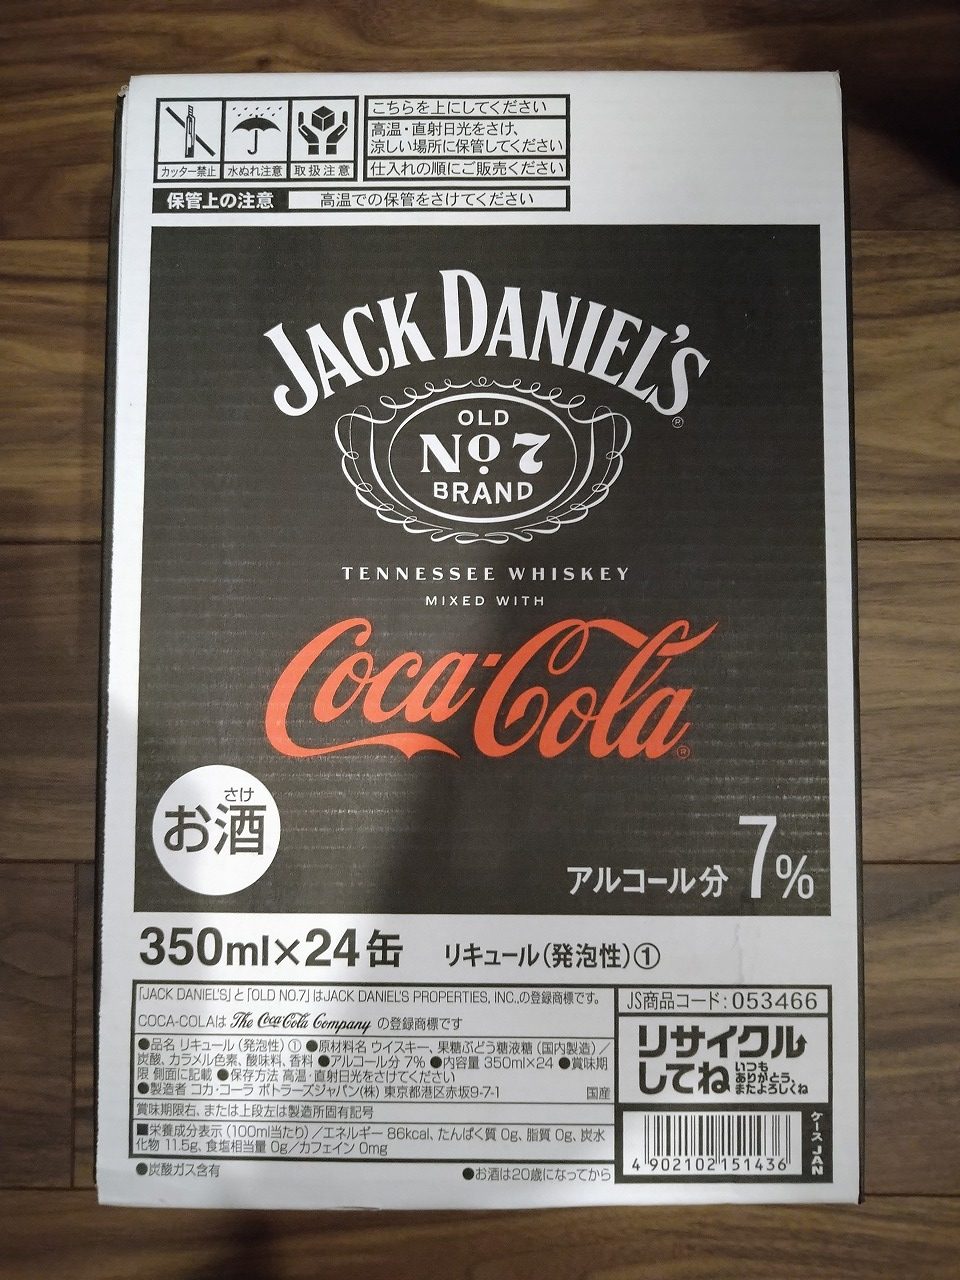 カッター禁止
水ぬれ注意
取扱注意
こちらを上にしてください
高温・直射日光をさけ、
涼しい場所に保管してください
仕入れの順にご販売ください
保管上の注意
高温での保管をさけてください
JACK DANIEL'S®
OLD
No. 7
BRAND
TENNESSEE WHISKEY
MIXED WITH
Coca-Cola®
さけ
お酒
アルコール分 7%
350ml×24缶 リキュール(発泡性)①
「JACK DANIEL'S」と「OLD NO.7」はJACK DANIEL'S PROPERTIES, INC.,の登録商標です。
COCA-COLAは The Coca-Cola Company の登録商標です
●品名 リキュール(発泡性)① ●原材料名 ウイスキー、果糖ぶどう糖液糖(国内製造)/
炭酸、カラメル色素、酸味料、香料 ●アルコール分 7% ●内容量 350ml×24 ●賞味期
限 側面に記載 ●保存方法 高温・直射日光をさけてください
●製造者 コカ・コーラ ボトラーズジャパン(株) 東京都港区赤坂9-7-1 国産
賞味期限右、または上段左は製造所固有記号
■栄養成分表示(100ml当たり)/エネルギー 86kcal、たんぱく質 0g、脂質 0g、炭水
化物 11.5g、食塩相当量 0g/カフェイン 0mg
●炭酸ガス含有 ●お酒は20歳になってから
JS商品コード:053466
リサイクル
してね
いつも
ありがとう。
またよろしくね
ケースJAN
4 902102 151436